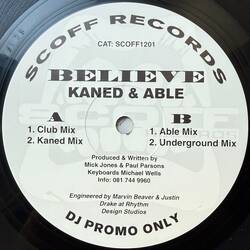 SCOFF RECORDS
CAT: SCOFF1201
BELIEVE
KANED & ABLE
A B
1. Club Mix 1. Able Mix
2. Kaned Mix 2. Underground Mix
Produced & Written by
Mick Jones & Paul Parsons
Keyboards Michael Wells
Info: 081 744 9960
Engineered by Marvin Beaver & Justin
Drake at Rhythm
Design Studios
DJ PROMO ONLY